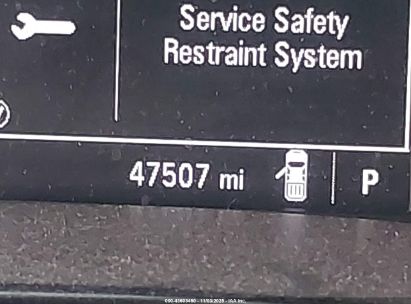 Service Safety
Restraint System
47507 mi
P